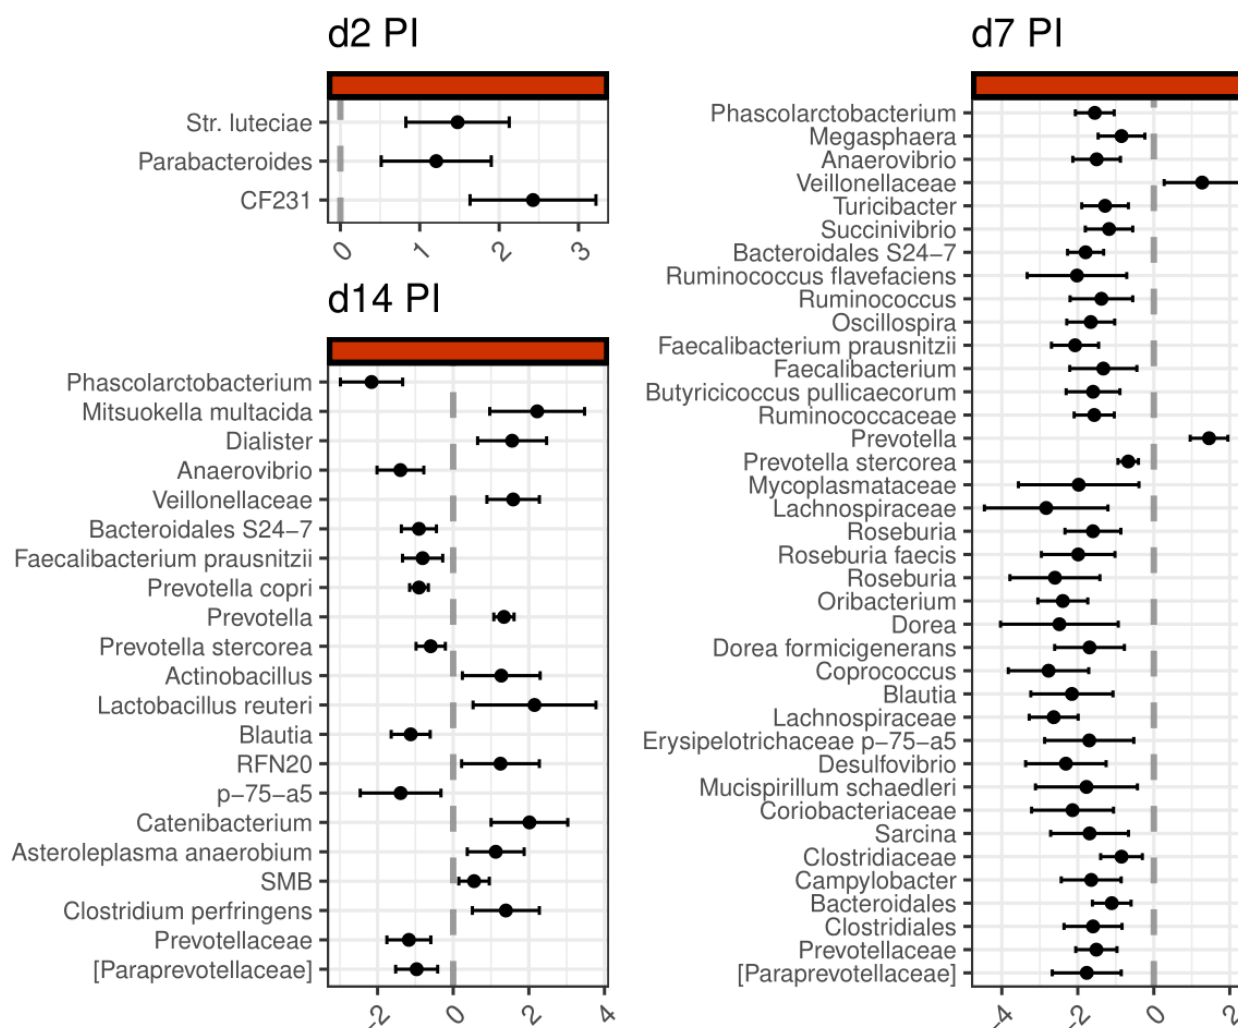 d2 PI
Str. luteciae
Parabacteroides
CF231
0 1 2 3
d14 PI
Phascolarctobacterium
Mitsuokella multacida
Dialister
Anaerovibrio
Veillonellaceae
Bacteroidales S24−7
Faecalibacterium prausnitzii
Prevotella copri
Prevotella
Prevotella stercorea
Actinobacillus
Lactobacillus reuteri
Blautia
RFN20
p−75−a5
Catenibacterium
Asteroleplasma anaerobium
SMB
Clostridium perfringens
Prevotellaceae
[Paraprevotellaceae]
−2 0 2 4
d7 PI
Phascolarctobacterium
Megasphaera
Anaerovibrio
Veillonellaceae
Turicibacter
Succinivibrio
Bacteroidales S24−7
Ruminococcus flavefaciens
Ruminococcus
Oscillospira
Faecalibacterium prausnitzii
Faecalibacterium
Butyricicoccus pullicaecorum
Ruminococcaceae
Prevotella
Prevotella stercorea
Mycoplasmataceae
Lachnospiraceae
Roseburia
Roseburia faecis
Roseburia
Oribacterium
Dorea
Dorea formicigenerans
Coprococcus
Blautia
Lachnospiraceae
Erysipelotrichaceae p−75−a5
Desulfovibrio
Mucispirillum schaedleri
Coriobacteriaceae
Sarcina
Clostridiaceae
Campylobacter
Bacteroidales
Clostridiales
Prevotellaceae
[Paraprevotellaceae]
−4 −2 0 2